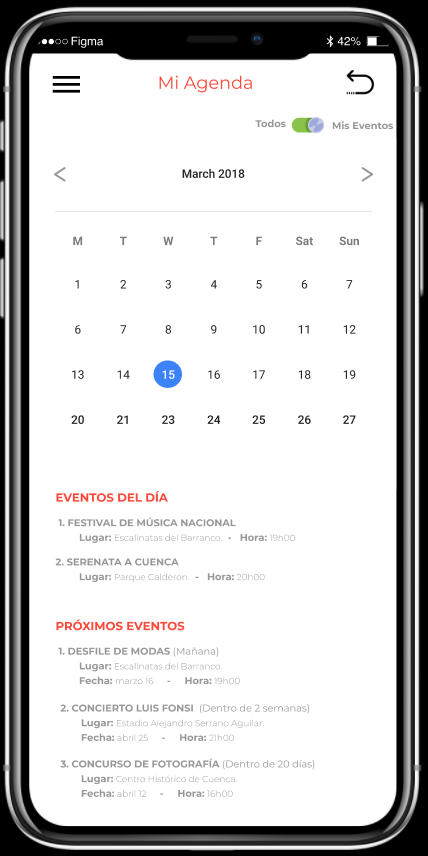 Figma 42%
Mi Agenda
Todos Mis Eventos
< March 2018 >
M T W T F Sat Sun
1 2 3 4 5 6 7
6 7 8 9 10 11 12
13 14 15 16 17 18 19
20 21 23 24 25 26 27
EVENTOS DEL DÍA
1. FESTIVAL DE MÚSICA NACIONAL
Lugar: Escalinatas del Barranco. - Hora: 19h00
2. SERENATA A CUENCA
Lugar: Parque Calderón. - Hora: 20h00
PRÓXIMOS EVENTOS
1. DESFILE DE MODAS (Mañana)
Lugar: Escalinatas del Barranco.
Fecha: marzo 16 - Hora: 19h00
2. CONCIERTO LUIS FONSI (Dentro de 2 semanas)
Lugar: Estadio Alejandro Serrano Aguilar.
Fecha: abril 25 - Hora: 21h00
3. CONCURSO DE FOTOGRAFÍA (Dentro de 20 días)
Lugar: Centro Histórico de Cuenca.
Fecha: abril 12 - Hora: 16h00